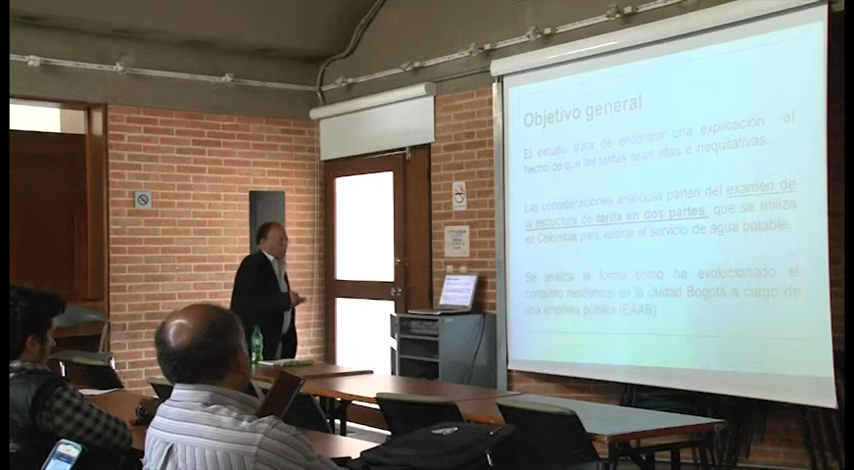 Objetivo general
El estudio trata de encontrar una explicación al
hecho de que las tarifas sean altas e inequitativas.
Las consideraciones analíticas parten del examen de
la estructura de tarifa en dos partes, que se utiliza
en Colombia para valorar el servicio de agua potable.
Se analiza la forma como ha evolucionado el
consumo residencial en la ciudad Bogotá a cargo de
una empresa pública (EAAB).